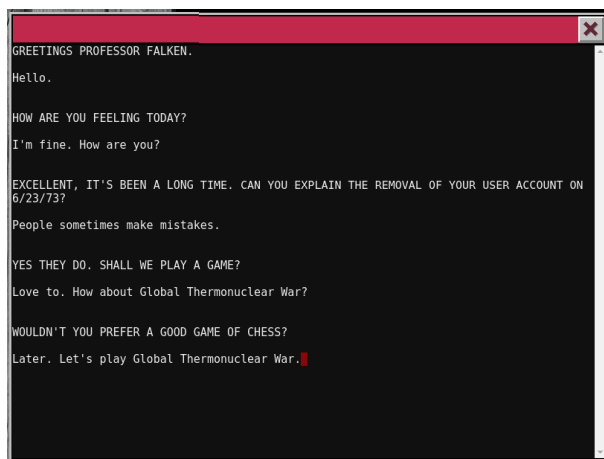 GREETINGS PROFESSOR FALKEN.
Hello.
HOW ARE YOU FEELING TODAY?
I'm fine. How are you?
EXCELLENT, IT'S BEEN A LONG TIME. CAN YOU EXPLAIN THE REMOVAL OF YOUR USER ACCOUNT ON
6/23/73?
People sometimes make mistakes.
YES THEY DO. SHALL WE PLAY A GAME?
Love to. How about Global Thermonuclear War?
WOULDN'T YOU PREFER A GOOD GAME OF CHESS?
Later. Let's play Global Thermonuclear War.